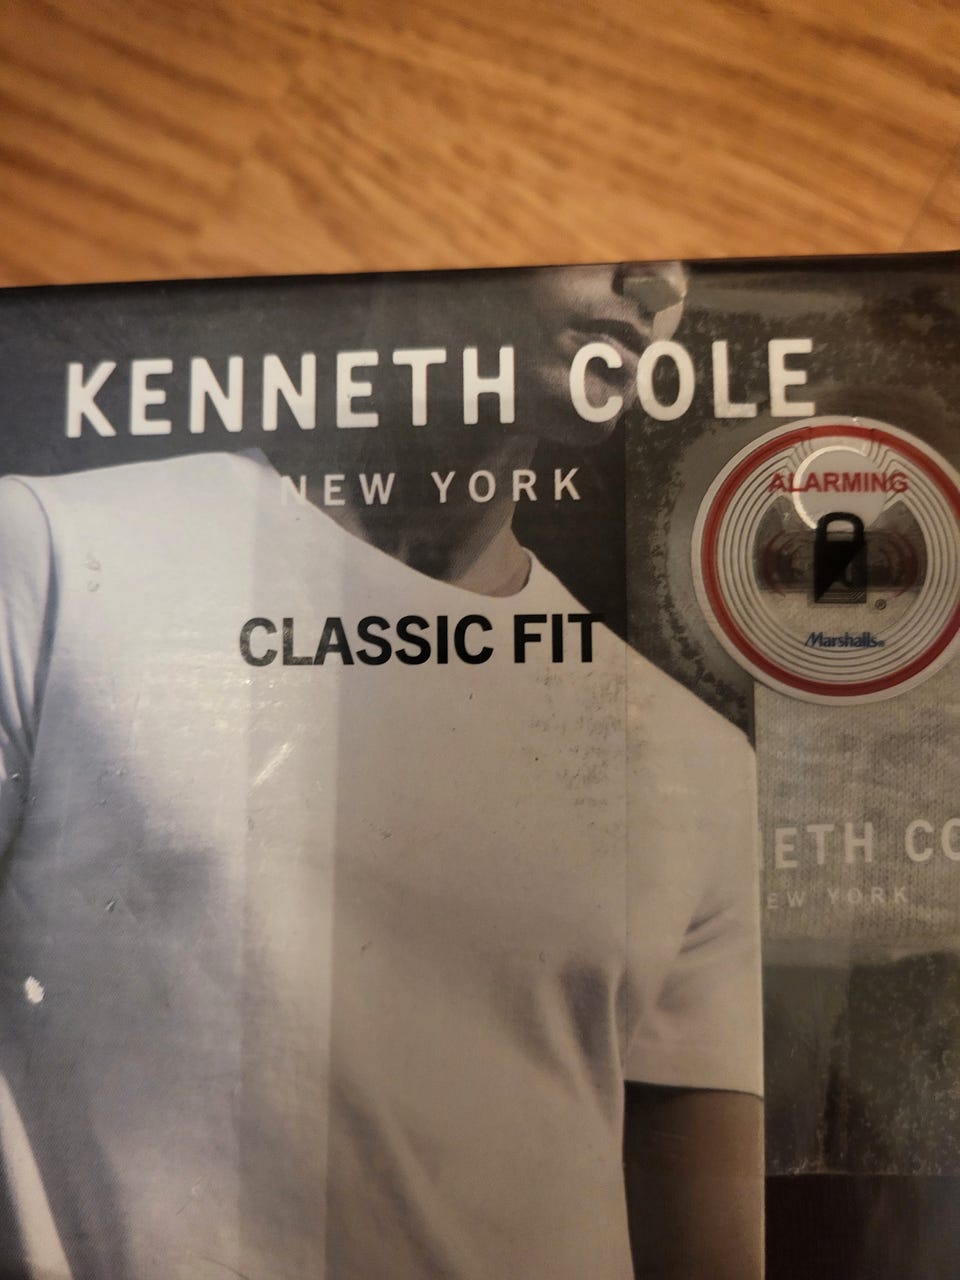 KENNETH COLE
NEW YORK
CLASSIC FIT
ALARMING
®
Marshalls®
ETH CO
EW YORK